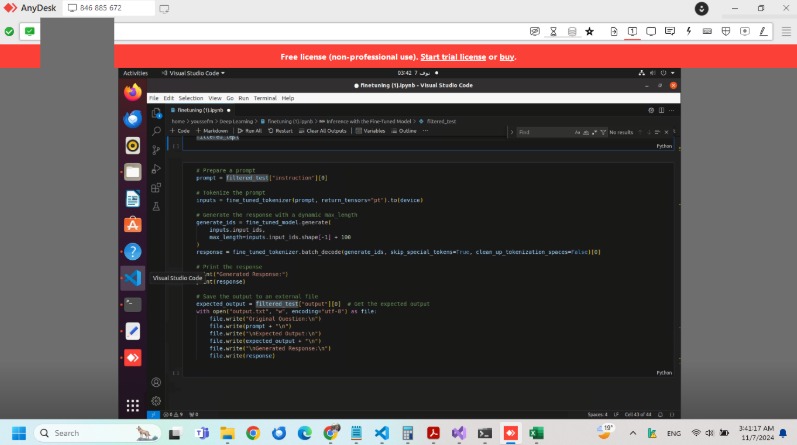 AnyDesk
846 885 672
Free license (non-professional use). Start trial license or buy.
Activities
Visual Studio Code
03:42 7 نوف
finetuning (1).ipynb - Visual Studio Code
File Edit Selection View Go Run Terminal Help
finetuning (1).ipynb
home > youssefm > Deep Learning > finetuning (1).ipynb > Inference with the Fine-Tuned Model > filtered_test
+ Code + Markdown Run All Restart Clear All Outputs Variables Outline ...
Find
No results
[ ]
Python
# Prepare a prompt
prompt = filtered_test["instruction"][0]
# Tokenize the prompt
inputs = fine_tuned_tokenizer(prompt, return_tensors="pt").to(device)
# Generate the response with a dynamic max_length
generate_ids = fine_tuned_model.generate(
inputs.input_ids,
max_length=inputs.input_ids.shape[-1] + 100
)
response = fine_tuned_tokenizer.batch_decode(generate_ids, skip_special_tokens=True, clean_up_tokenization_spaces=False)[0]
# Print the response
int("Generated Response:")
int(response)
Visual Studio Code
# Save the output to an external file
expected_output = filtered_test["output"][0] # Get the expected output
with open("output.txt", "w", encoding="utf-8") as file:
file.write("Original Question:\n")
file.write(prompt + "\n")
file.write("\nExpected Output:\n")
file.write(expected_output + "\n")
file.write("\nGenerated Response:\n")
file.write(response)
[ ]
Python
Spaces: 4 LF Cell 43 of 44
Search
19°
ENG
3:41:17 AM
11/7/2024